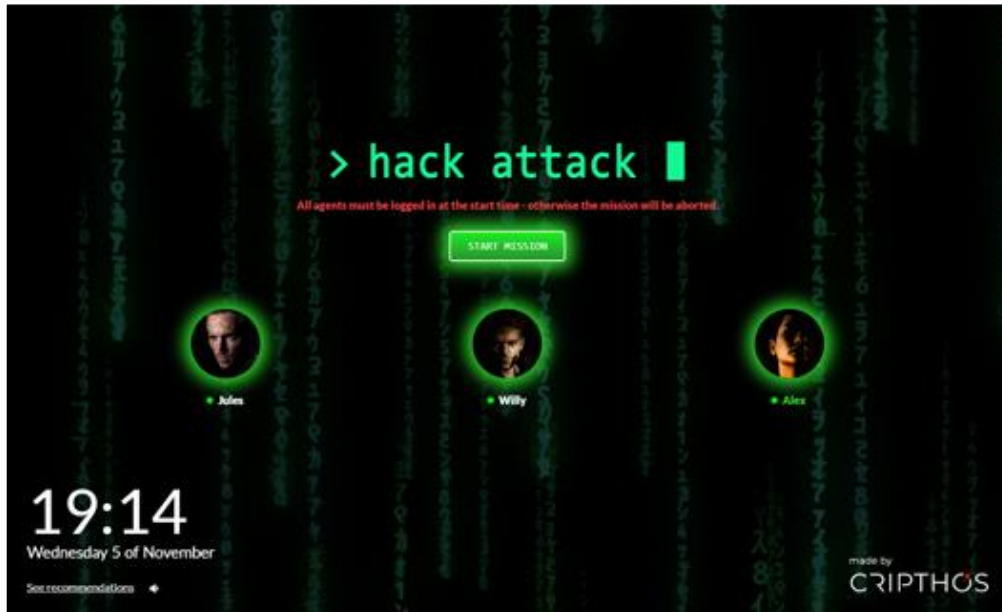 > hack attack
All agents must be logged in at the start time - otherwise the mission will be aborted.
START MISSION
Jules
Willy
Alex
19:14
Wednesday 5 of November
See recommendations
made by
CRIPTHOS